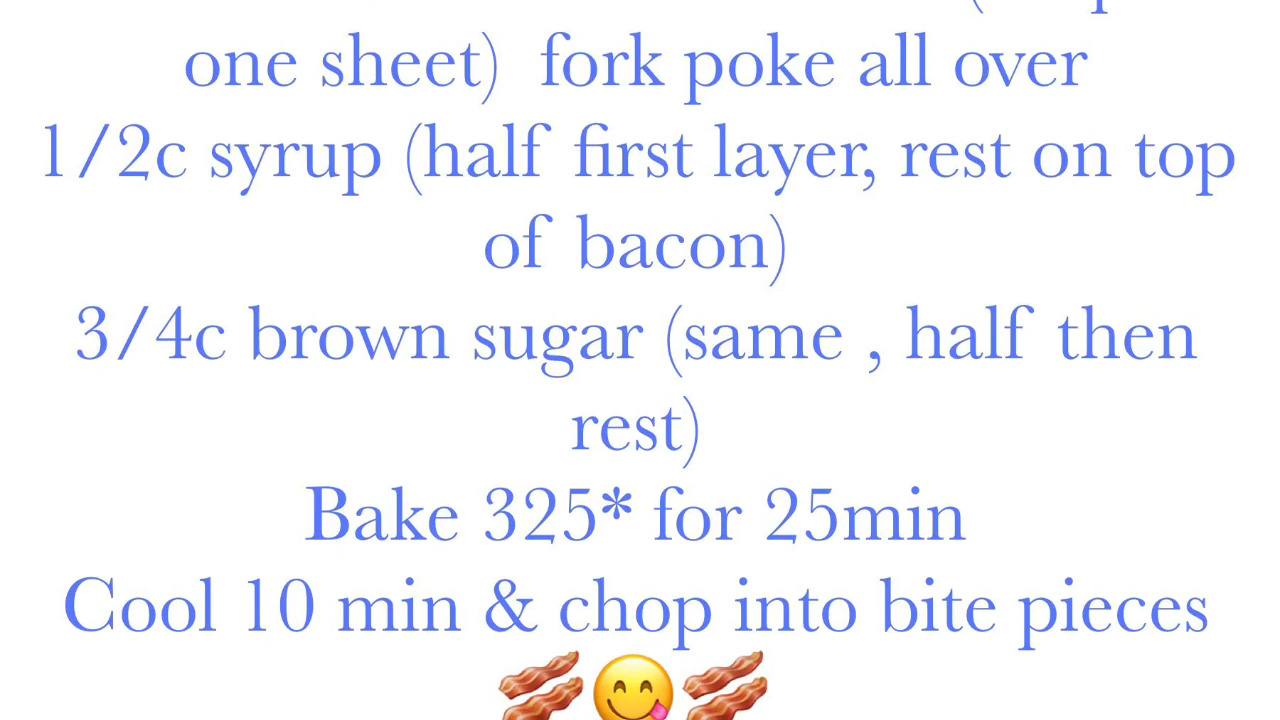 one sheet) fork poke all over
1/2c syrup (half first layer, rest on top
of bacon)
3/4c brown sugar (same , half then
rest)
Bake 325* for 25min
Cool 10 min & chop into bite pieces
🥓😋🥓